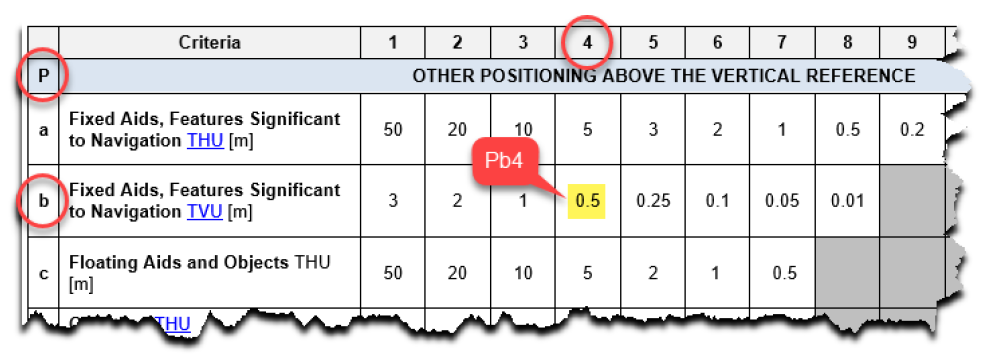 Criteria 1 2 3 4 5 6 7 8 9
P OTHER POSITIONING ABOVE THE VERTICAL REFERENCE
a Fixed Aids, Features Significant to Navigation THU [m] 50 20 10 5 3 2 1 0.5 0.2
Pb4
b Fixed Aids, Features Significant to Navigation TVU [m] 3 2 1 0.5 0.25 0.1 0.05 0.01
c Floating Aids and Objects THU [m] 50 20 10 5 2 1 0.5
THU